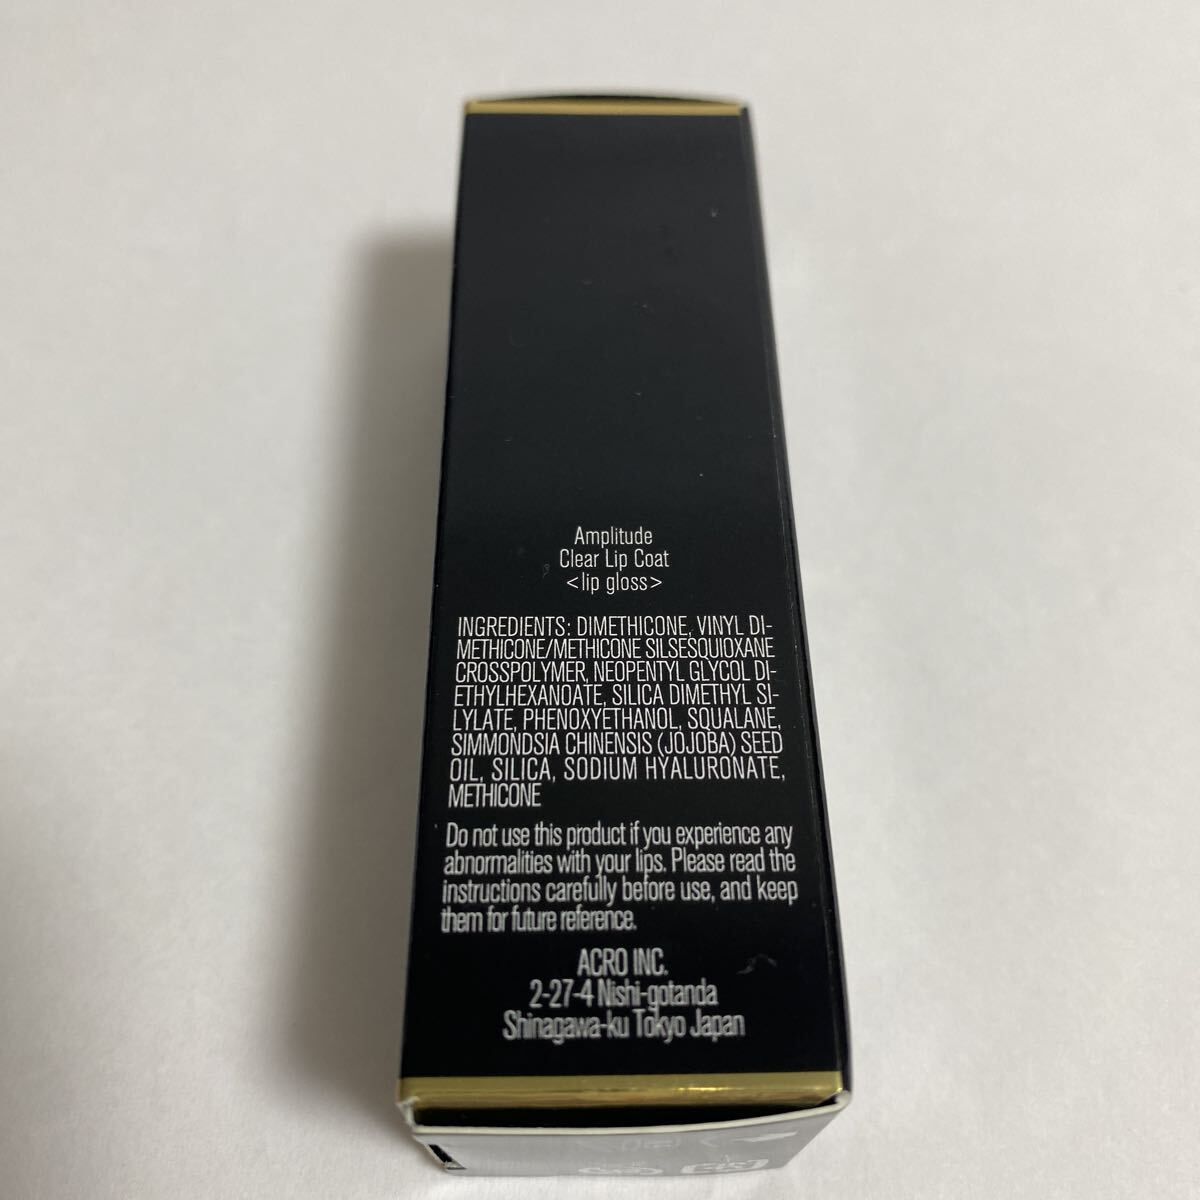 Amplitude
Clear Lip Coat
<lip gloss>
INGREDIENTS: DIMETHICONE, VINYL DI-
METHICONE/METHICONE SILSESQUIOXANE
CROSSPOLYMER, NEOPENTYL GLYCOL DI-
ETHYLHEXANOATE, SILICA DIMETHYL SI-
LYLATE, PHENOXYETHANOL, SQUALANE,
SIMMONDSIA CHINENSIS (JOJOBA) SEED
OIL, SILICA, SODIUM HYALURONATE,
METHICONE
Do not use this product if you experience any
abnormalities with your lips. Please read the
instructions carefully before use, and keep
them for future reference.
ACRO INC.
2-27-4 Nishi-gotanda
Shinagawa-ku Tokyo Japan